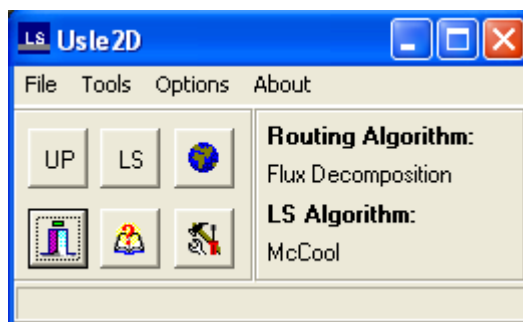 LS Usle2D
File Tools Options About
UP LS
Routing Algorithm:
Flux Decomposition
LS Algorithm:
McCool